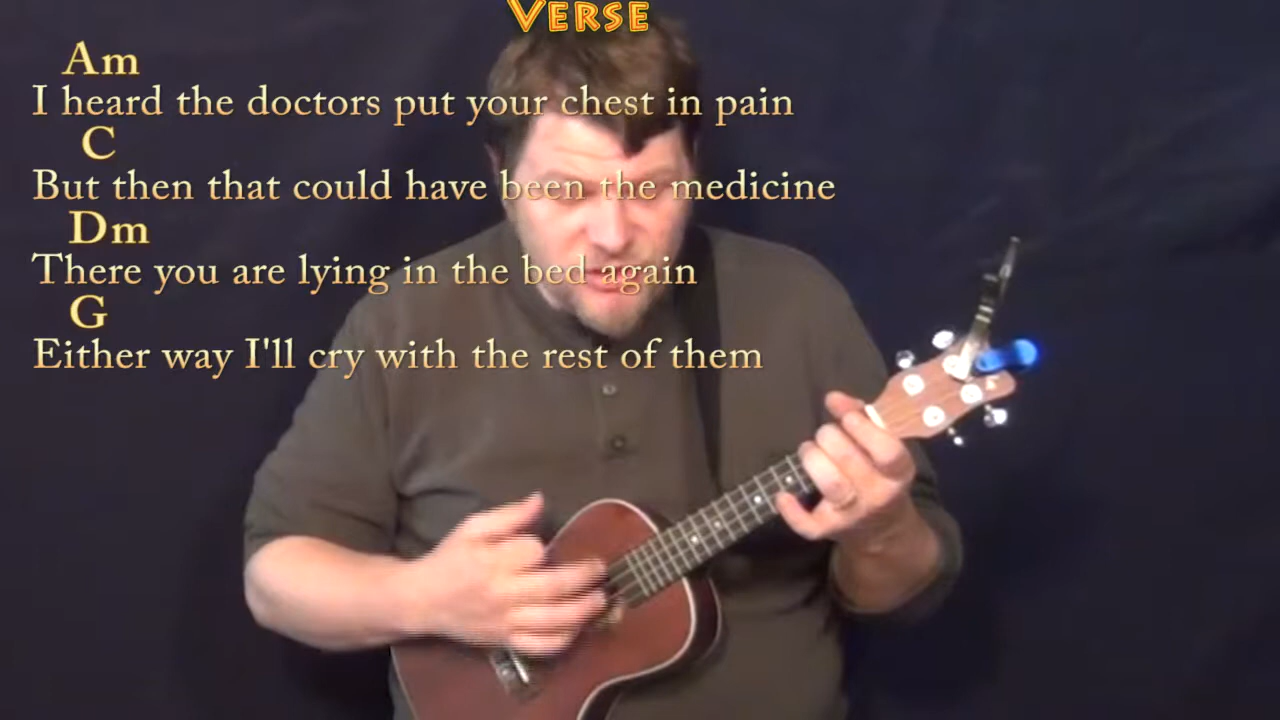 VERSE
Am
I heard the doctors put your chest in pain
C
But then that could have been the medicine
Dm
There you are lying in the bed again
G
Either way I'll cry with the rest of them